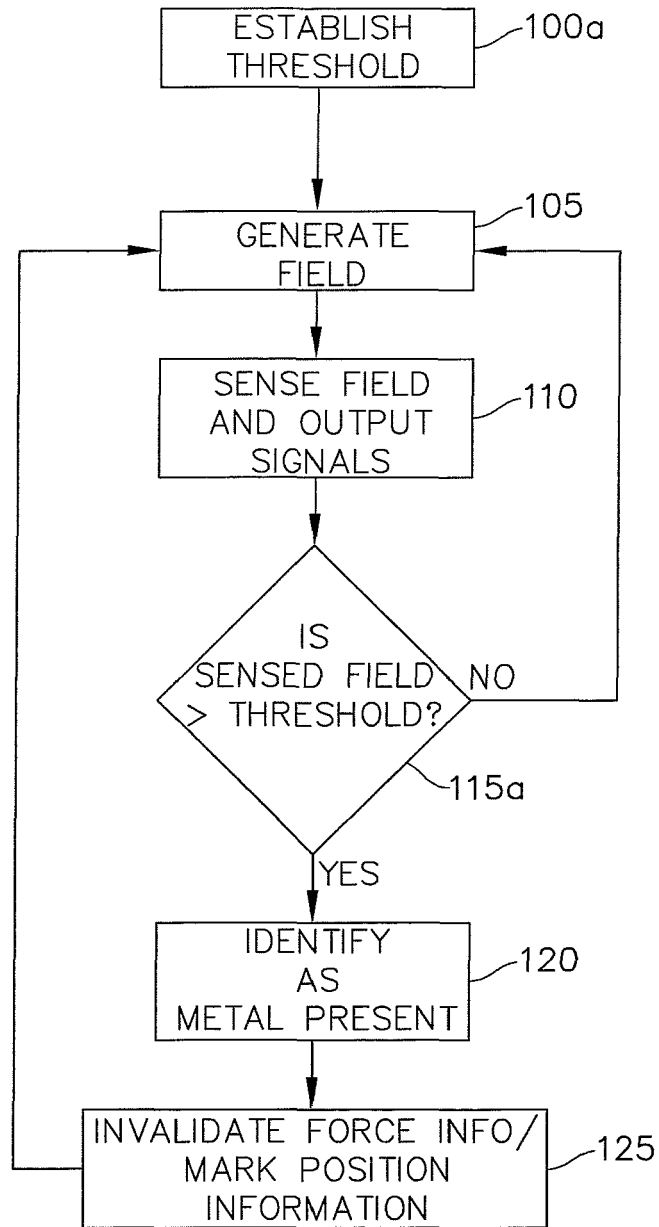 ESTABLISH
THRESHOLD
100a
GENERATE
FIELD
105
SENSE FIELD
AND OUTPUT
SIGNALS
110
IS
SENSED FIELD
> THRESHOLD?
NO
115a
YES
IDENTIFY
AS
METAL PRESENT
120
INVALIDATE FORCE INFO/
MARK POSITION
INFORMATION
125